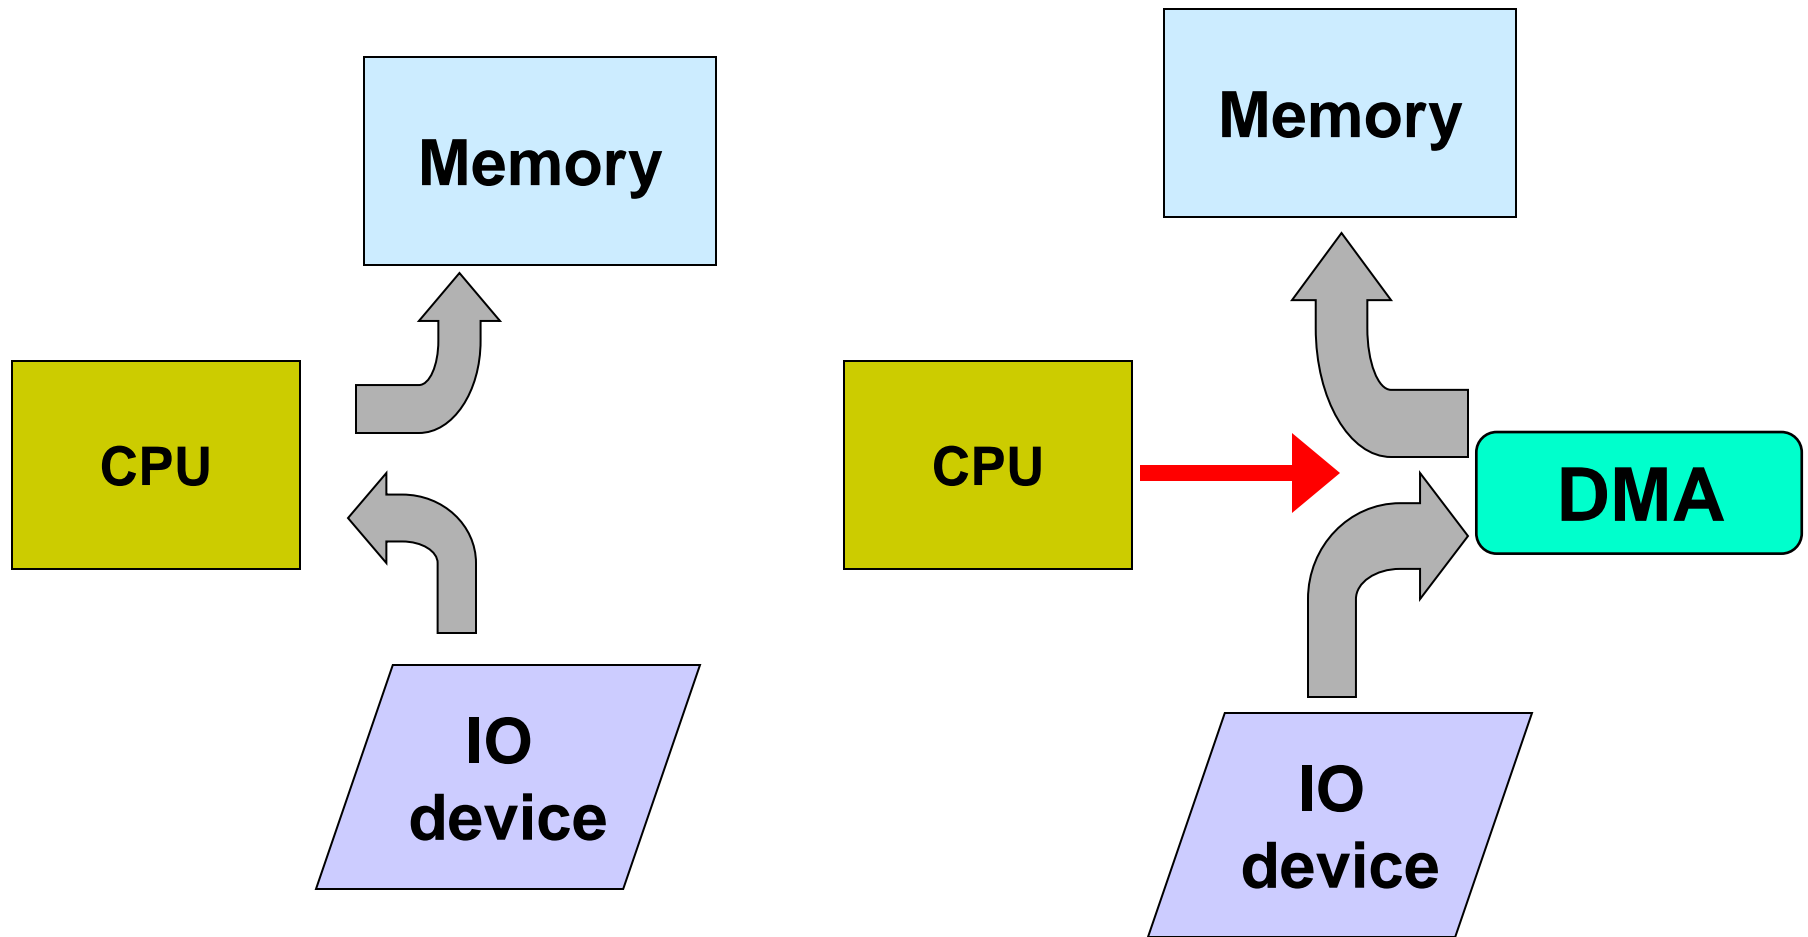 Memory
CPU
IO
device
Memory
CPU
DMA
IO
device